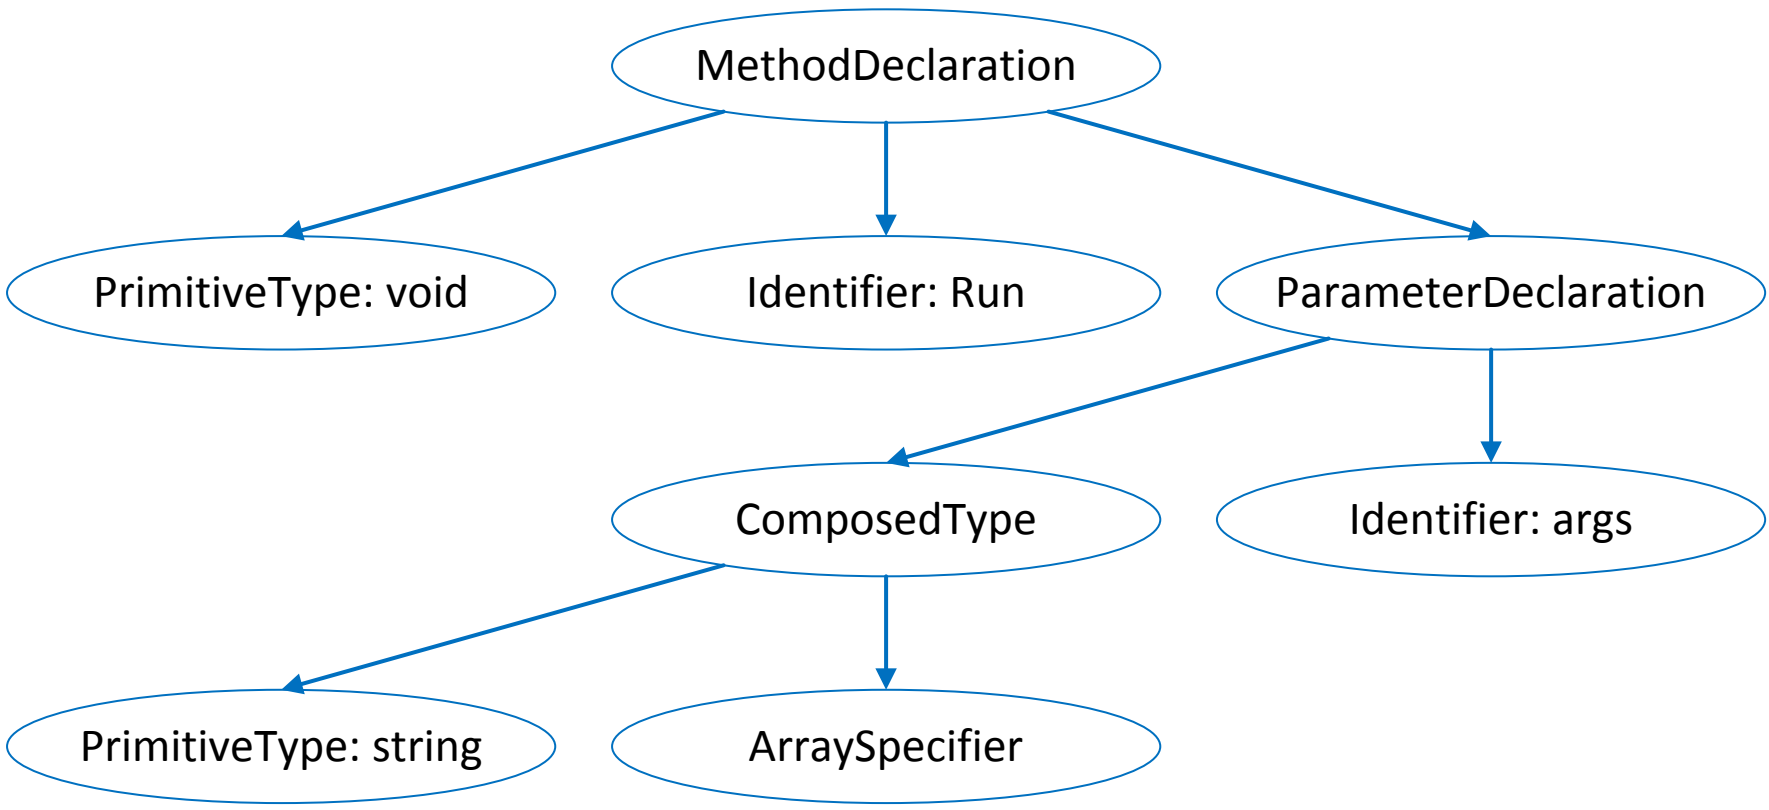 MethodDeclaration
PrimitiveType: void
Identifier: Run
ParameterDeclaration
ComposedType
Identifier: args
PrimitiveType: string
ArraySpecifier